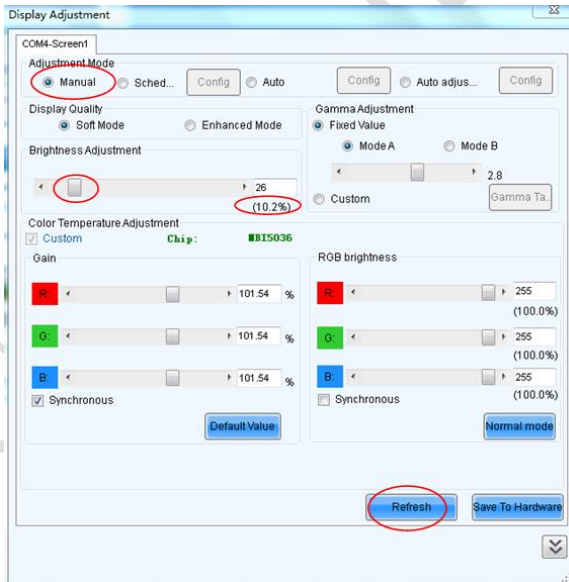 Display Adjustment
COM4-Screen1
Adjustment Mode
Manual Sched... Config Auto Config Auto adjus... Config
Display Quality
Soft Mode Enhanced Mode
Gamma Adjustment
Fixed Value
Mode A Mode B
2.8
Custom Gamma Ta..
Brightness Adjustment
26
(10.2%)
Color Temperature Adjustment
Custom Chip: MBI5036
Gain
R: 101.54 %
G: 101.54 %
B: 101.54 %
Synchronous
Default Value
RGB brightness
R: 255
(100.0%)
G: 255
(100.0%)
B: 255
(100.0%)
Synchronous
Normal mode
Refresh Save To Hardware